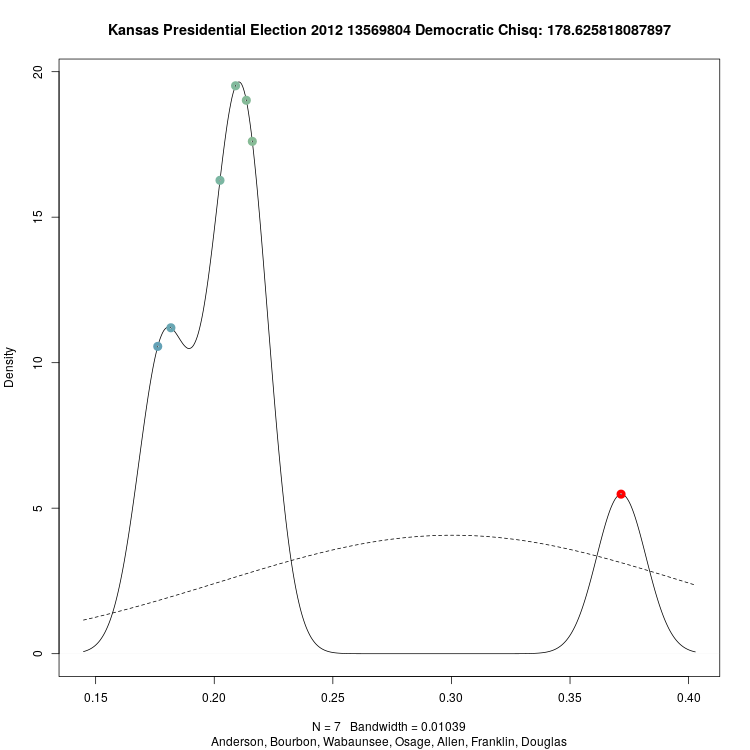 Kansas Presidential Election 2012 13569804 Democratic Chisq: 178.625818087897
20
15
10
5
0
Density
0.15 0.20 0.25 0.30 0.35 0.40
N = 7 Bandwidth = 0.01039
Anderson, Bourbon, Wabaunsee, Osage, Allen, Franklin, Douglas